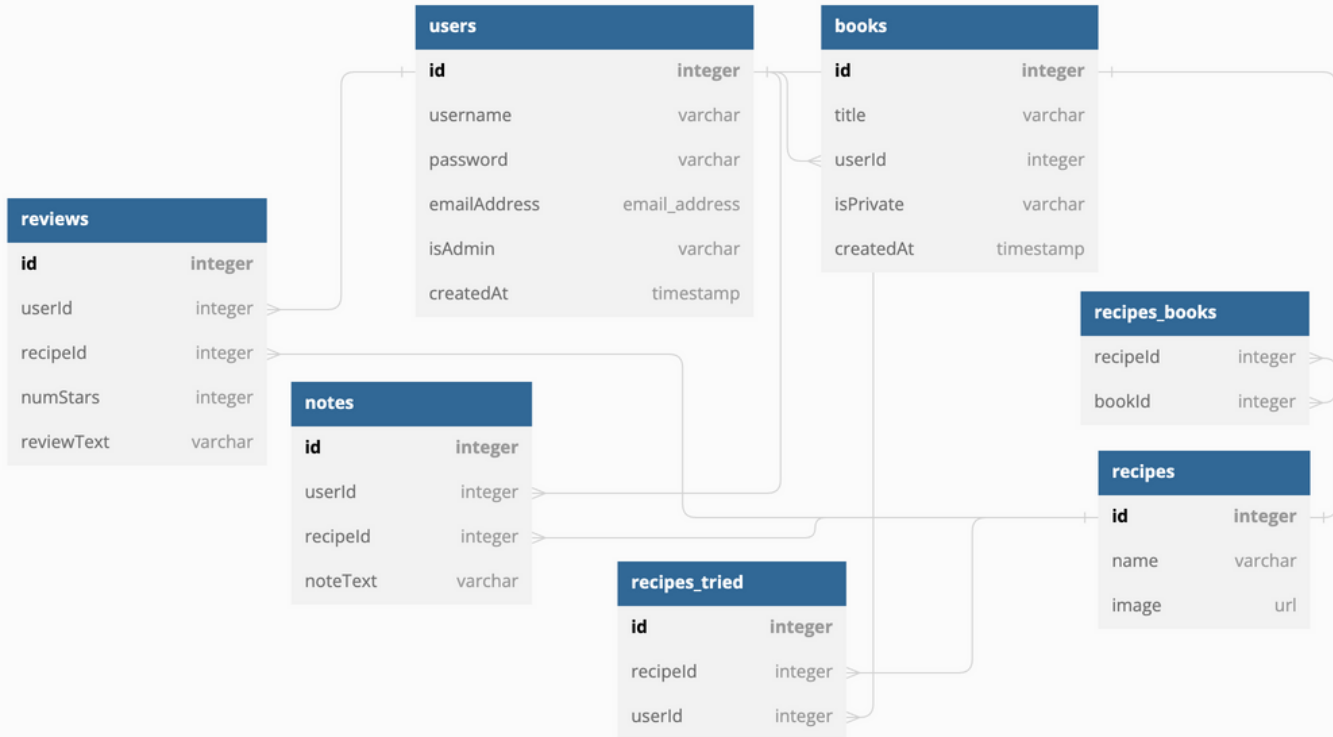 users
id integer
username varchar
password varchar
emailAddress email_address
isAdmin varchar
createdAt timestamp
books
id integer
title varchar
userId integer
isPrivate varchar
createdAt timestamp
reviews
id integer
userId integer
recipeId integer
numStars integer
reviewText varchar
notes
id integer
userId integer
recipeId integer
noteText varchar
recipes_books
recipeId integer
bookId integer
recipes
id integer
name varchar
image url
recipes_tried
id integer
recipeId integer
userId integer